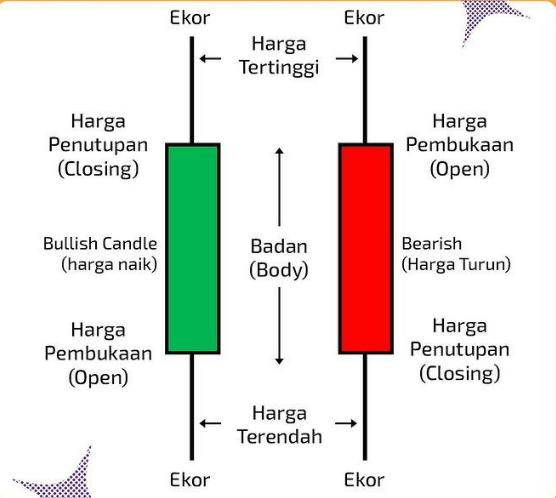 Ekor
Ekor
Harga
Tertinggi
Harga
Penutupan
(Closing)
Harga
Pembukaan
(Open)
Bullish Candle
(harga naik)
Badan
(Body)
Bearish
(Harga Turun)
Harga
Pembukaan
(Open)
Harga
Penutupan
(Closing)
Harga
Terendah
Ekor
Ekor